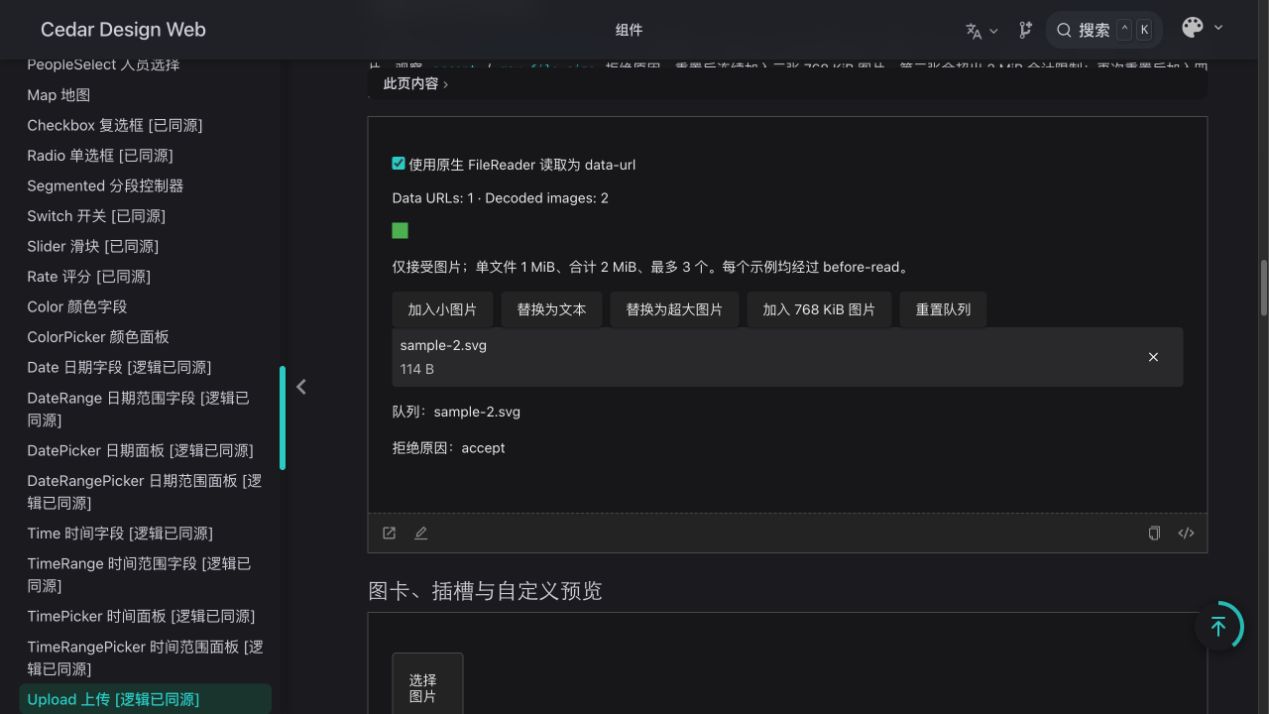 Cedar Design Web
组件
搜索 ^ K
PeopleSelect 人员选择
Map 地图
Checkbox 复选框 [已同源]
Radio 单选框 [已同源]
Segmented 分段控制器
Switch 开关 [已同源]
Slider 滑块 [已同源]
Rate 评分 [已同源]
Color 颜色字段
ColorPicker 颜色面板
Date 日期字段 [逻辑已同源]
DateRange 日期范围字段 [逻辑已
同源]
DatePicker 日期面板 [逻辑已同源]
DateRangePicker 日期范围面板 [逻
辑已同源]
Time 时间字段 [逻辑已同源]
TimeRange 时间范围字段 [逻辑已
同源]
TimePicker 时间面板 [逻辑已同源]
TimeRangePicker 时间范围面板 [逻
辑已同源]
Upload 上传 [逻辑已同源]
此页内容 ›
使用原生 FileReader 读取为 data-url
Data URLs: 1 · Decoded images: 2
仅接受图片；单文件 1 MiB、合计 2 MiB、最多 3 个。每个示例均经过 before-read。
加入小图片 替换为文本 替换为超大图片 加入 768 KiB 图片 重置队列
sample-2.svg
114 B
队列：sample-2.svg
拒绝原因：accept
图卡、插槽与自定义预览
选择
图片